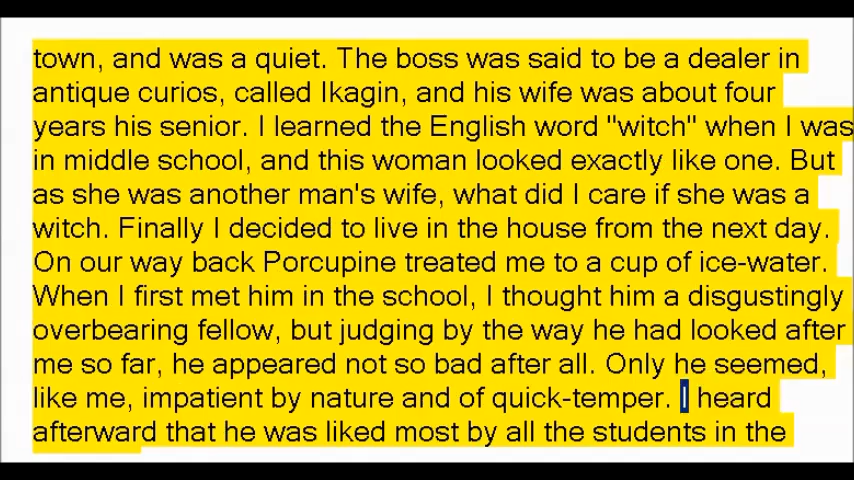 town, and was a quiet. The boss was said to be a dealer in
antique curios, called Ikagin, and his wife was about four
years his senior. I learned the English word "witch" when I was
in middle school, and this woman looked exactly like one. But
as she was another man's wife, what did I care if she was a
witch. Finally I decided to live in the house from the next day.
On our way back Porcupine treated me to a cup of ice-water.
When I first met him in the school, I thought him a disgustingly
overbearing fellow, but judging by the way he had looked after
me so far, he appeared not so bad after all. Only he seemed,
like me, impatient by nature and of quick-temper. I heard
afterward that he was liked most by all the students in the